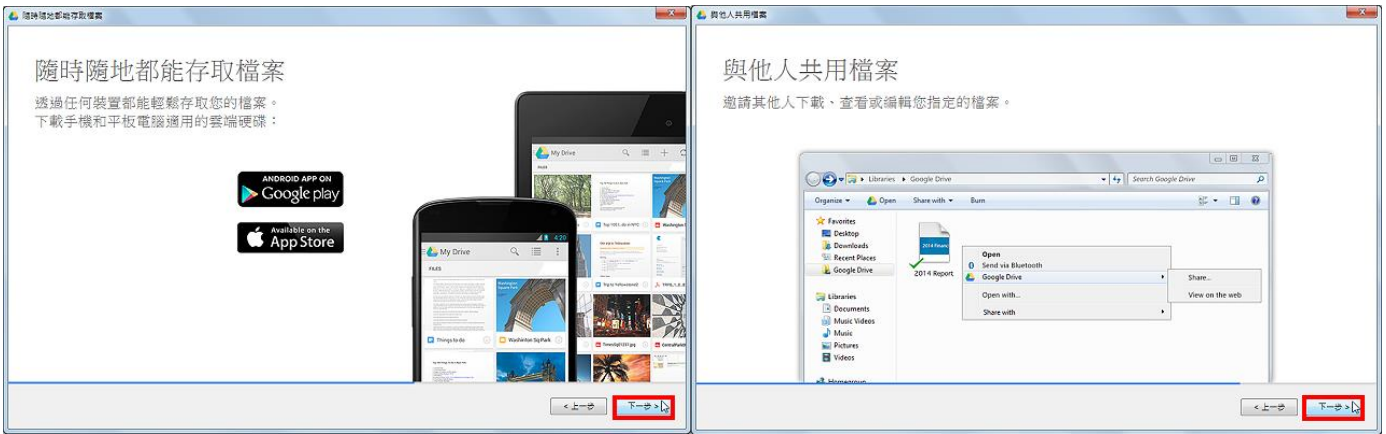 隨時隨地都能存取檔案
隨時隨地都能存取檔案
透過任何裝置都能輕鬆存取您的檔案。
下載手機和平板電腦適用的雲端硬碟：
ANDROID APP ON
Google play
Available on the
App Store
My Drive
FILES
Things to do
4:20
My Drive
FILES
Washington
Square Park
<上一步
下一步>
與他人共用檔案
與他人共用檔案
邀請其他人下載、查看或編輯您指定的檔案。
Libraries Google Drive
Search Google Drive
Organize Open Share with Burn
Favorites
Desktop
Downloads
Recent Places
Google Drive
Libraries
Documents
Music Videos
Music
Pictures
Videos
Homegroup
2014 Report
Open
Send via Bluetooth
Google Drive
Open with...
Share with
Share...
View on the web
<上一步
下一步>